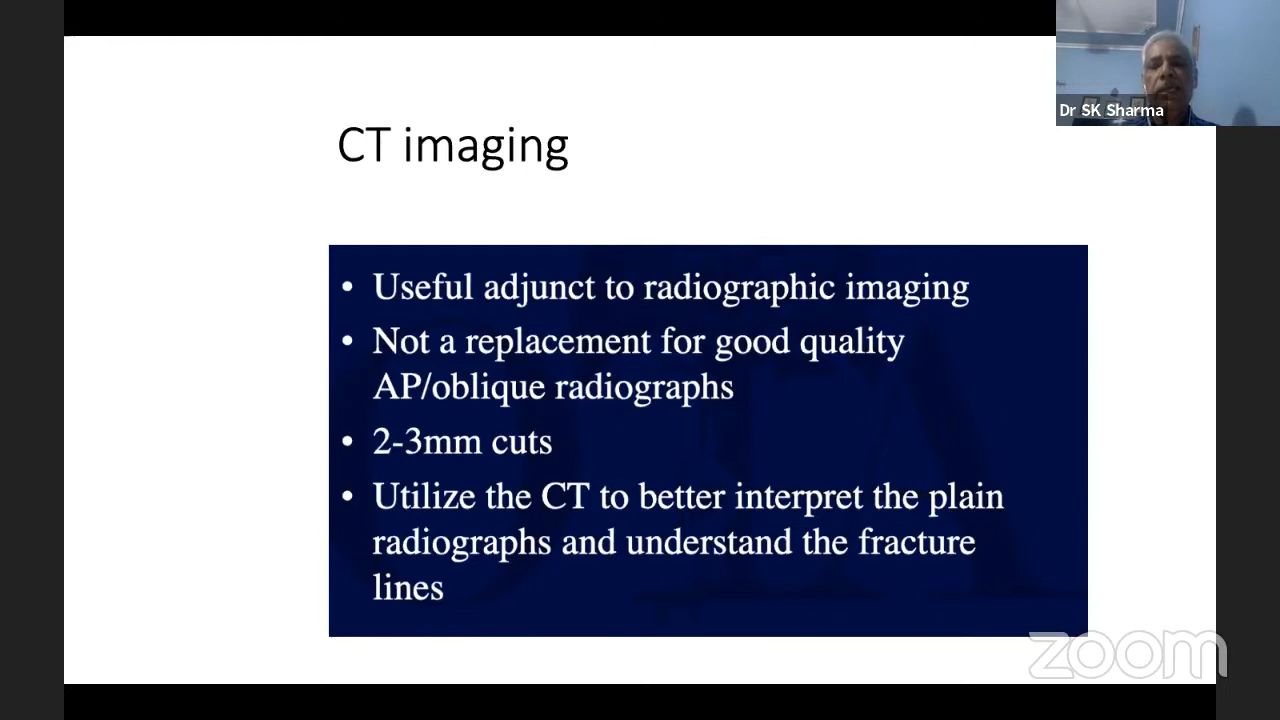 Dr SK Sharma
CT imaging
• Useful adjunct to radiographic imaging
• Not a replacement for good quality
AP/oblique radiographs
• 2-3mm cuts
• Utilize the CT to better interpret the plain
radiographs and understand the fracture
lines
zoom